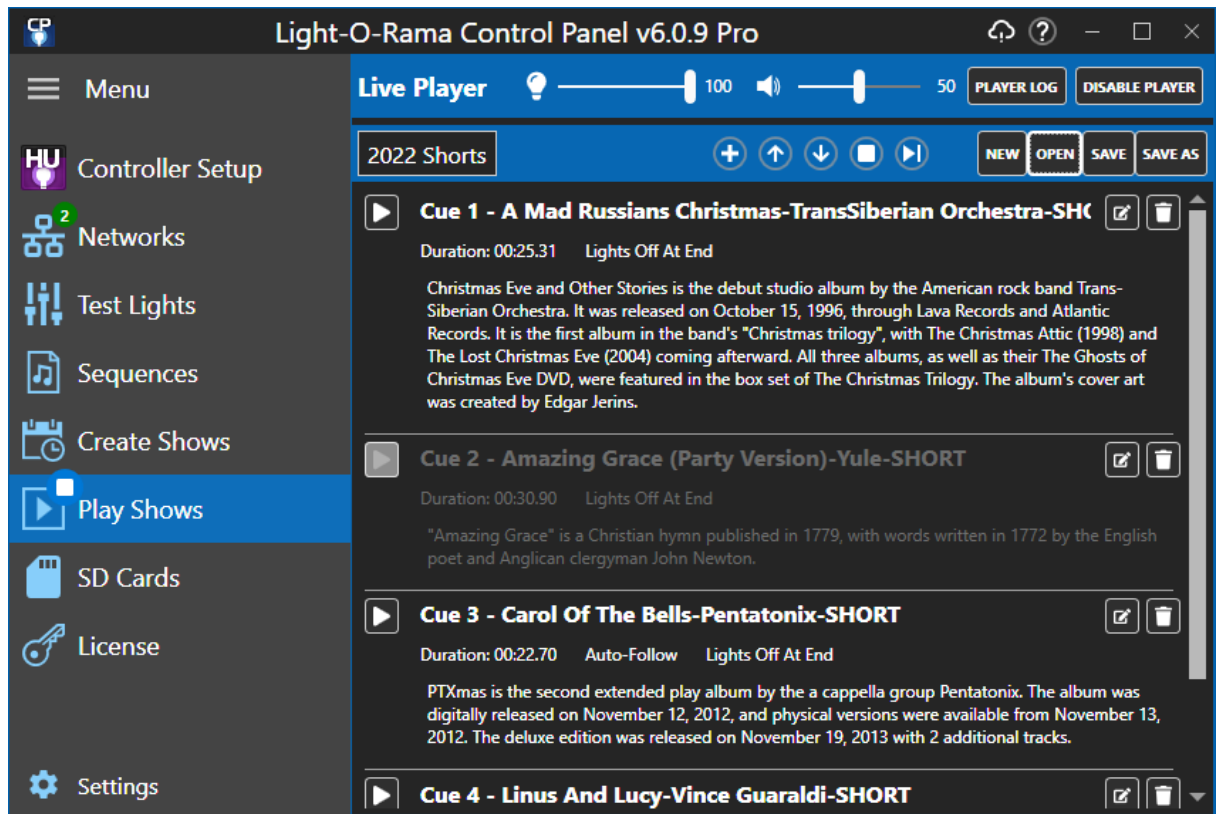 CP
Light-O-Rama Control Panel v6.0.9 Pro
?
Menu
Live Player
100
50
PLAYER LOG
DISABLE PLAYER
2022 Shorts
NEW
OPEN
SAVE
SAVE AS
HU
Controller Setup
2
Networks
Test Lights
Sequences
Create Shows
Play Shows
SD Cards
License
Settings
Cue 1 - A Mad Russians Christmas-TransSiberian Orchestra-SH(
Duration: 00:25.31 Lights Off At End
Christmas Eve and Other Stories is the debut studio album by the American rock band Trans-
Siberian Orchestra. It was released on October 15, 1996, through Lava Records and Atlantic
Records. It is the first album in the band's "Christmas trilogy", with The Christmas Attic (1998) and
The Lost Christmas Eve (2004) coming afterward. All three albums, as well as their The Ghosts of
Christmas Eve DVD, were featured in the box set of The Christmas Trilogy. The album's cover art
was created by Edgar Jerins.
Cue 2 - Amazing Grace (Party Version)-Yule-SHORT
Duration: 00:30.90 Lights Off At End
"Amazing Grace" is a Christian hymn published in 1779, with words written in 1772 by the English
poet and Anglican clergyman John Newton.
Cue 3 - Carol Of The Bells-Pentatonix-SHORT
Duration: 00:22.70 Auto-Follow Lights Off At End
PTXmas is the second extended play album by the a cappella group Pentatonix. The album was
digitally released on November 12, 2012, and physical versions were available from November 13,
2012. The deluxe edition was released on November 19, 2013 with 2 additional tracks.
Cue 4 - Linus And Lucy-Vince Guaraldi-SHORT